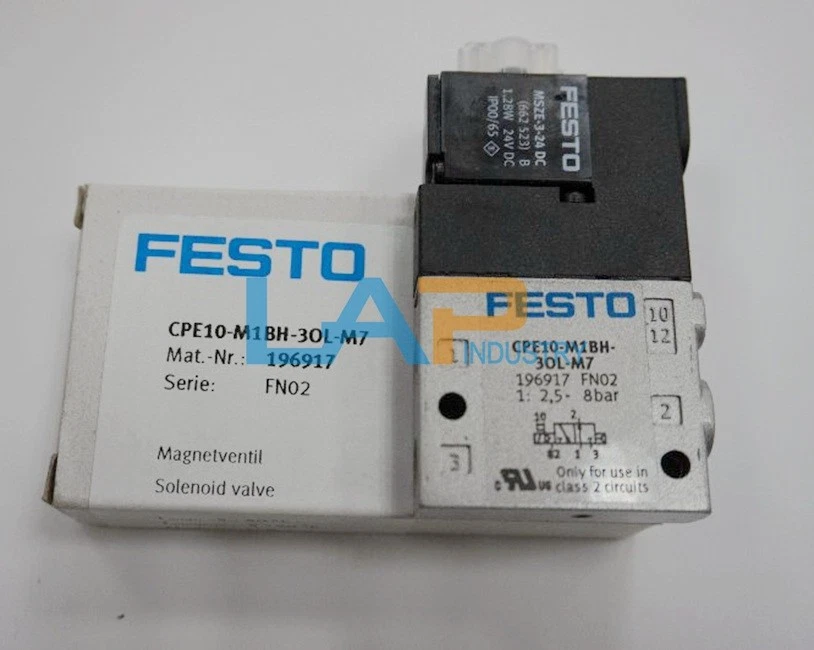 FESTO
CPE10-M1BH-3OL-M7
Mat.-Nr.: 196917
Serie: FN02
Magnetventil
Solenoid valve
FESTO
MSZE-3-24 DC
(662 523) B
1.28W 24V DC
IP00/65
FESTO
CPE10-M1BH-
3OL-M7
196917 FN02
1: 2,5- 8bar
10 2
82 1 3
Only for use in
class 2 circuits
c RU us
1
3
10
12
2
LAP
INDUSTRY